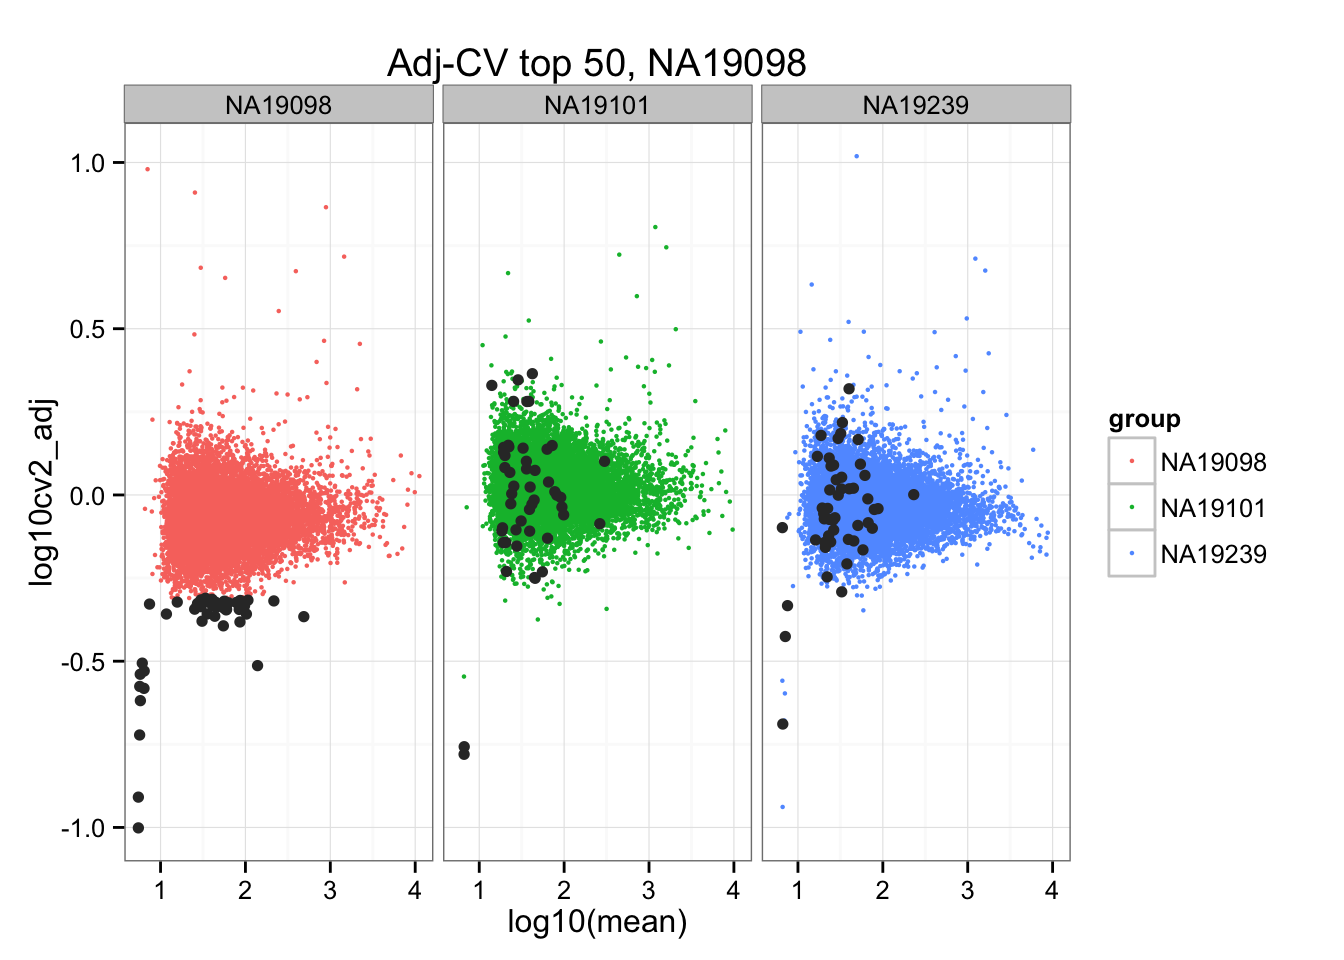 Adj-CV top 50, NA19098
NA19098 NA19101 NA19239
1.0
0.5
0.0
-0.5
-1.0
log10cv2_adj
1 2 3 4 1 2 3 4 1 2 3 4
log10(mean)
group
NA19098
NA19101
NA19239